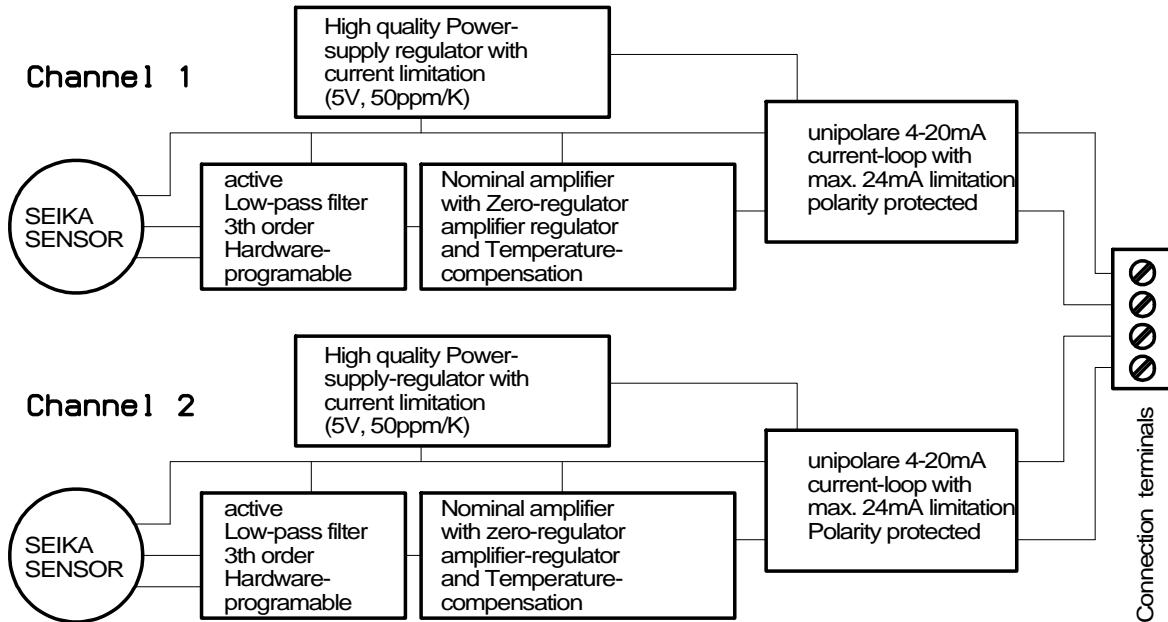 High quality Power-
supply regulator with
current limitation
(5V, 50ppm/K)
Channel 1
unipolare 4-20mA
current-loop with
max. 24mA limitation
polarity protected
SEIKA
SENSOR
active
Low-pass filter
3th order
Hardware-
programable
Nominal amplifier
with Zero-regulator
amplifier regulator
and Temperature-
compensation
High quality Power-
supply-regulator with
current limitation
(5V, 50ppm/K)
Channel 2
unipolare 4-20mA
current-loop with
max. 24mA limitation
Polarity protected
SEIKA
SENSOR
active
Low-pass filter
3th order
Hardware-
programable
Nominal amplifier
with zero-regulator
amplifier-regulator
and Temperature-
compensation
Connection terminals